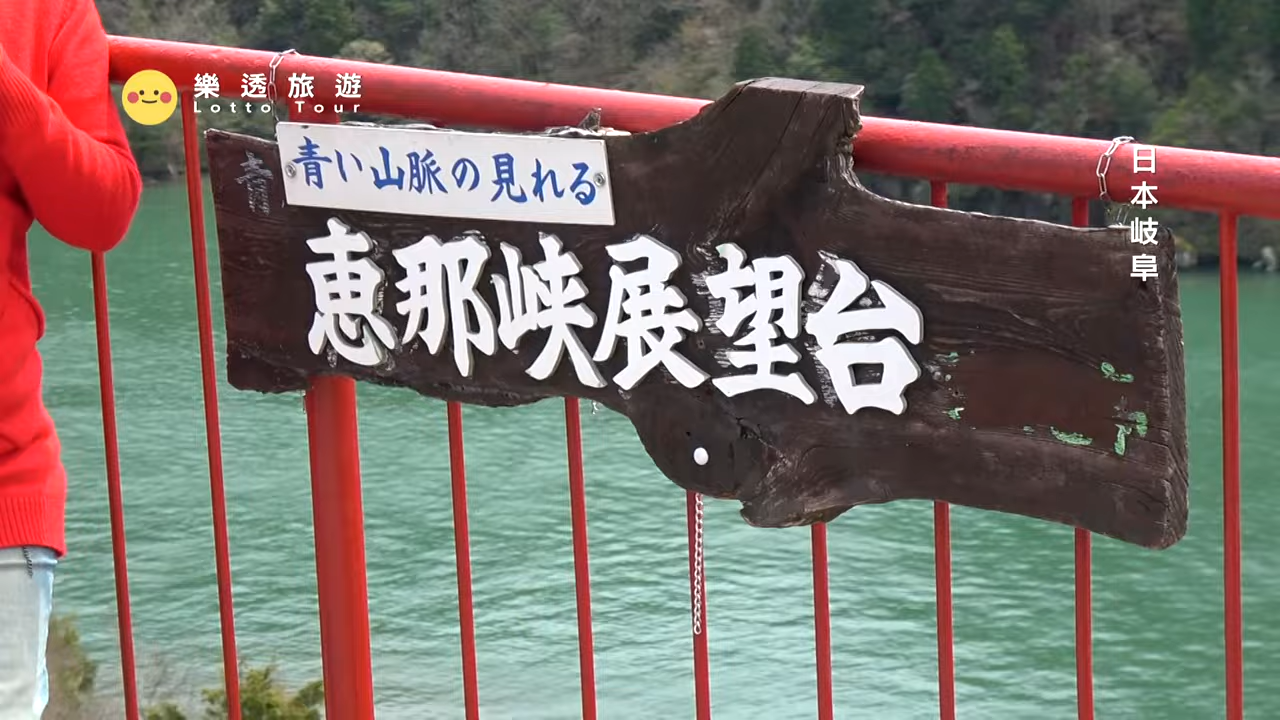 樂透旅遊
Lotto Tour
青い山脈の見れる
青
恵那峡展望台
日本岐阜